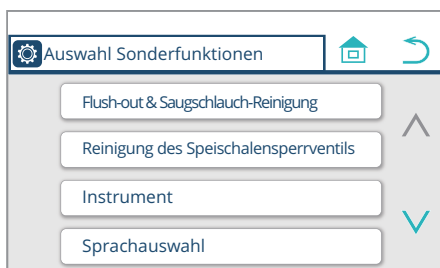 Auswahl Sonderfunktionen
Flush-out & Saugschlauch-Reinigung
Reinigung des Speischalensperrventils
Instrument
Sprachauswahl